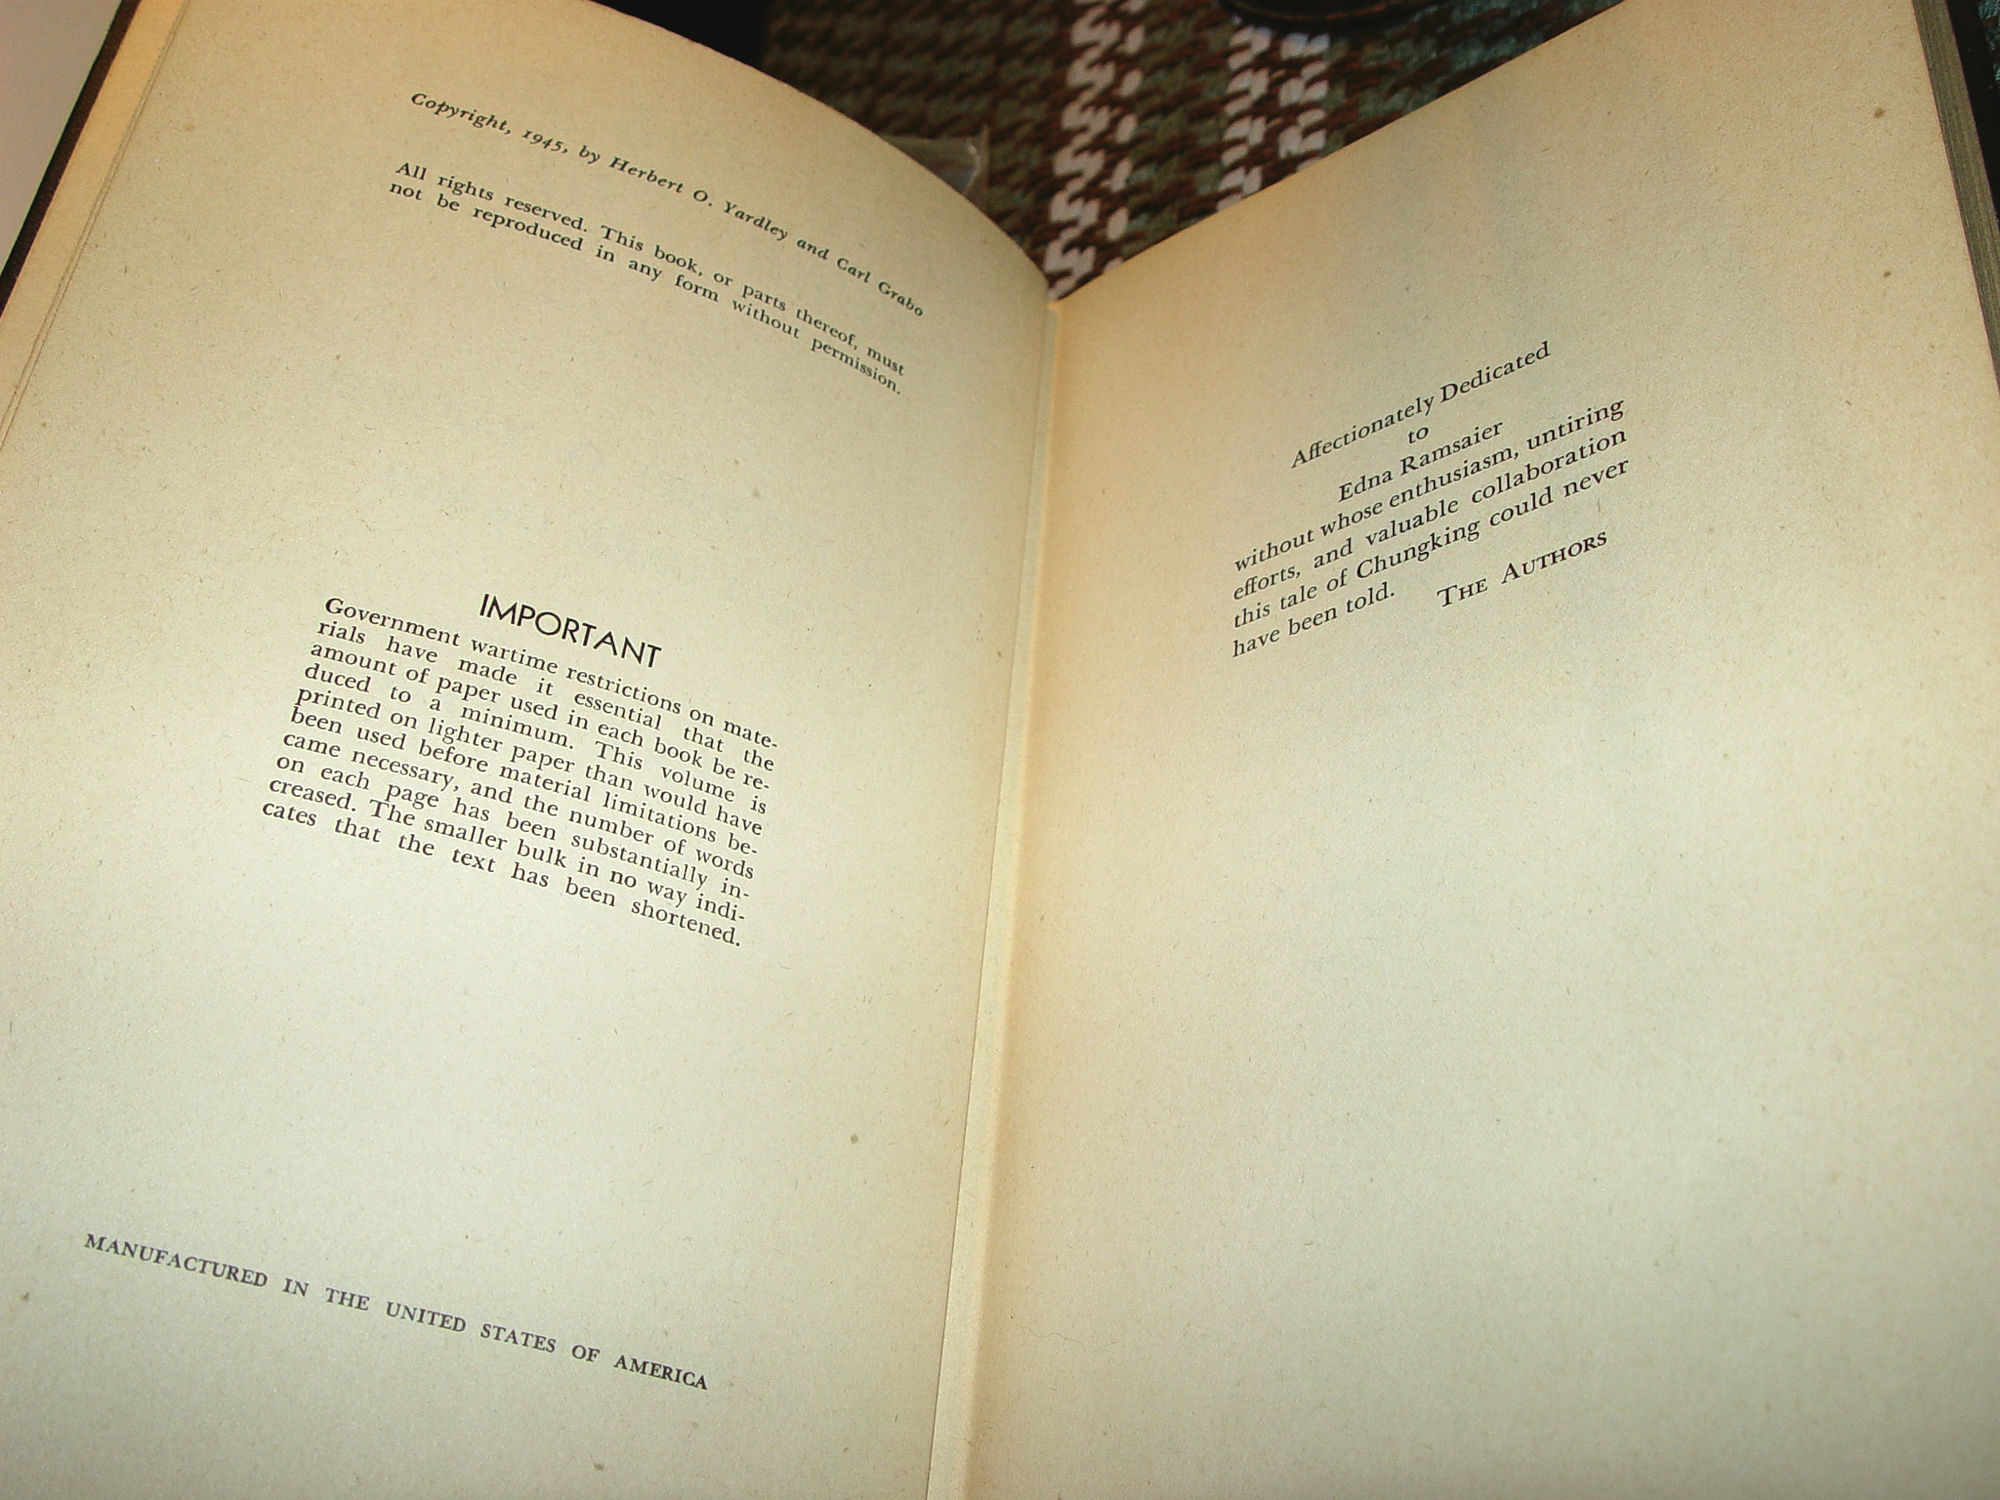 Copyright, 1945, by Herbert O. Yardley and Carl Grabo
All rights reserved. This book, or parts thereof, must
not be reproduced in any form without permission.
IMPORTANT
Government wartime restrictions on mate-
rials have made it essential that the
amount of paper used in each book be re-
duced to a minimum. This volume is
printed on lighter paper than would have
been used before material limitations be-
came necessary, and the number of words
on each page has been substantially in-
creased. The smaller bulk in no way indi-
cates that the text has been shortened.
MANUFACTURED IN THE UNITED STATES OF AMERICA
Affectionately Dedicated
to
Edna Ramsaier
without whose enthusiasm, untiring
efforts, and valuable collaboration
this tale of Chungking could never
have been told.
THE AUTHORS